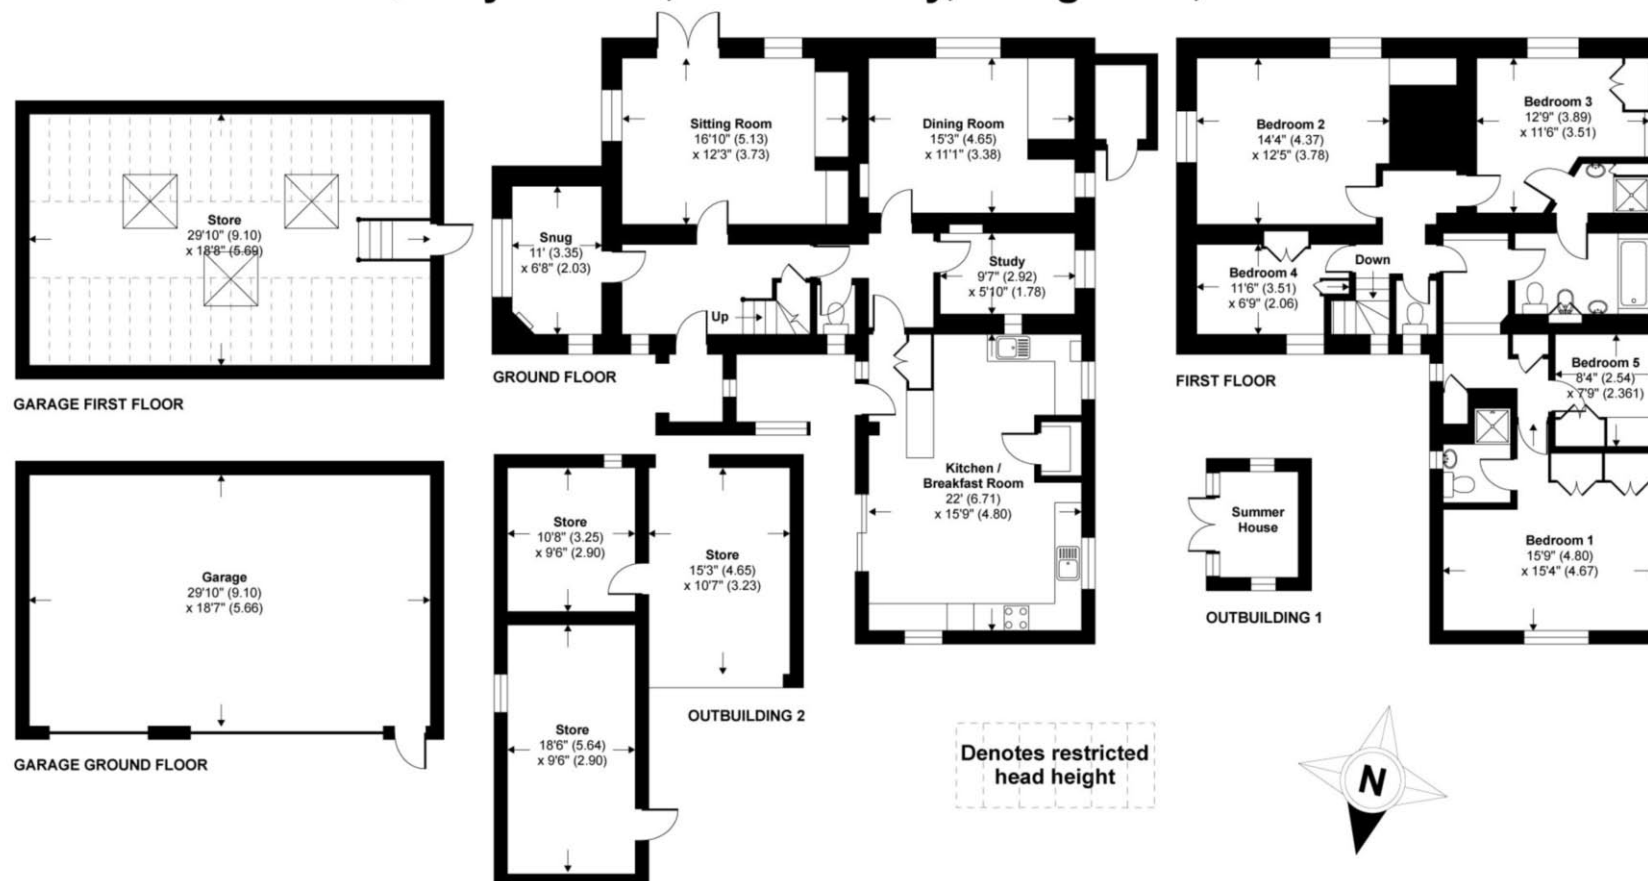 Store
29'10" (9.10)
x 18'8" (5.69)
GARAGE FIRST FLOOR
Garage
29'10" (9.10)
x 18'7" (5.66)
GARAGE GROUND FLOOR
Sitting Room
16'10" (5.13)
x 12'3" (3.73)
Dining Room
15'3" (4.65)
x 11'1" (3.38)
Snug
11' (3.35)
x 6'8" (2.03)
Study
9'7" (2.92)
x 5'10" (1.78)
Up
GROUND FLOOR
Kitchen /
Breakfast Room
22' (6.71)
x 15'9" (4.80)
Store
10'8" (3.25)
x 9'6" (2.90)
Store
15'3" (4.65)
x 10'7" (3.23)
Store
18'6" (5.64)
x 9'6" (2.90)
OUTBUILDING 2
Bedroom 2
14'4" (4.37)
x 12'5" (3.78)
Bedroom 3
12'9" (3.89)
x 11'6" (3.51)
Bedroom 4
11'6" (3.51)
x 6'9" (2.06)
Down
FIRST FLOOR
Bedroom 5
8'4" (2.54)
x 7'9" (2.361)
Bedroom 1
15'9" (4.80)
x 15'4" (4.67)
Summer
House
OUTBUILDING 1
Denotes restricted
head height
N